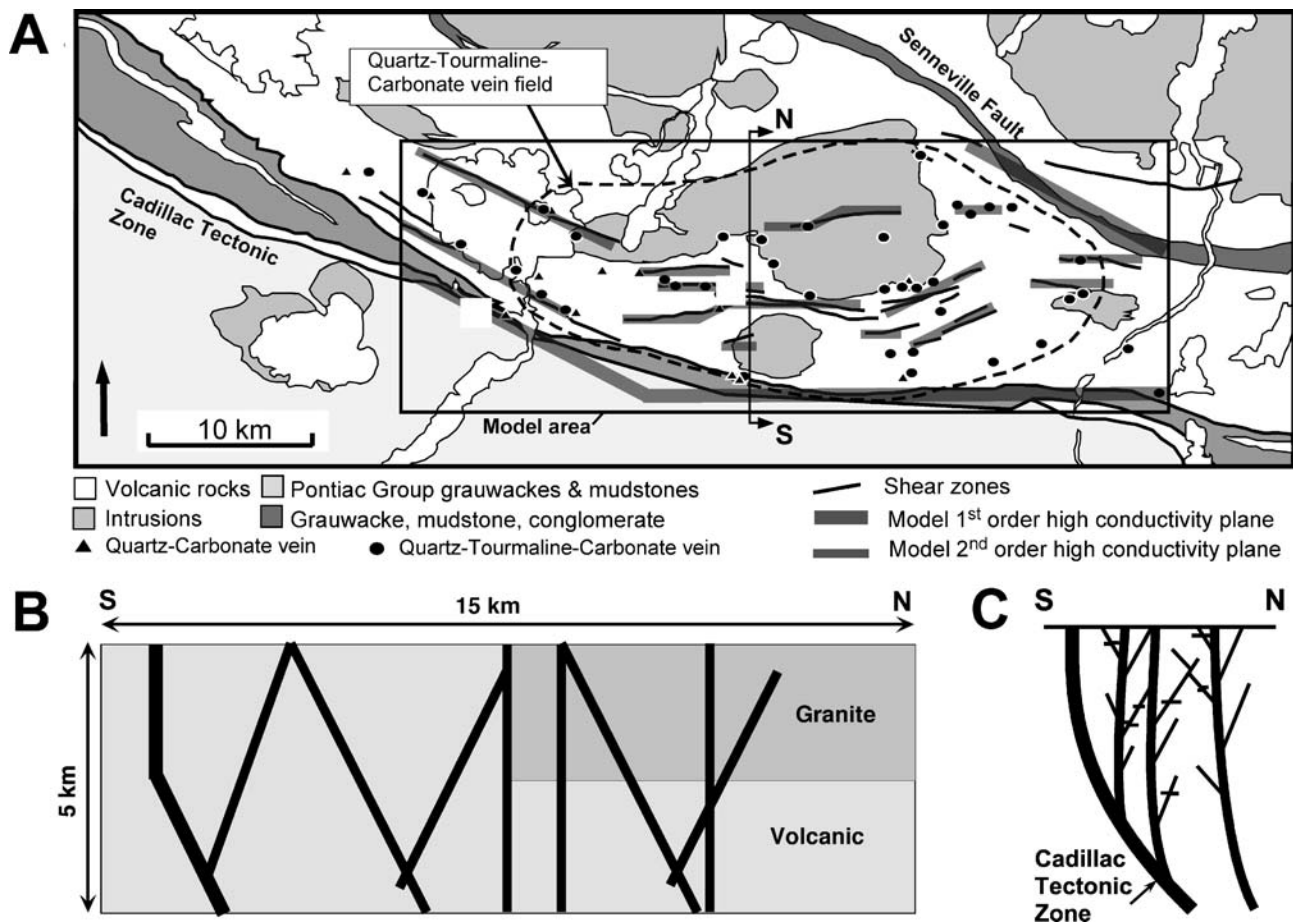 A
Quartz-Tourmaline-
Carbonate vein field
Senneville Fault
N
Cadillac Tectonic
Zone
10 km
Model area
S
Volcanic rocks
Pontiac Group grauwackes & mudstones
Intrusions
Grauwacke, mudstone, conglomerate
Quartz-Carbonate vein
Quartz-Tourmaline-Carbonate vein
Shear zones
Model 1st order high conductivity plane
Model 2nd order high conductivity plane
B
S
15 km
N
5 km
Granite
Volcanic
C
S
N
Cadillac
Tectonic
Zone